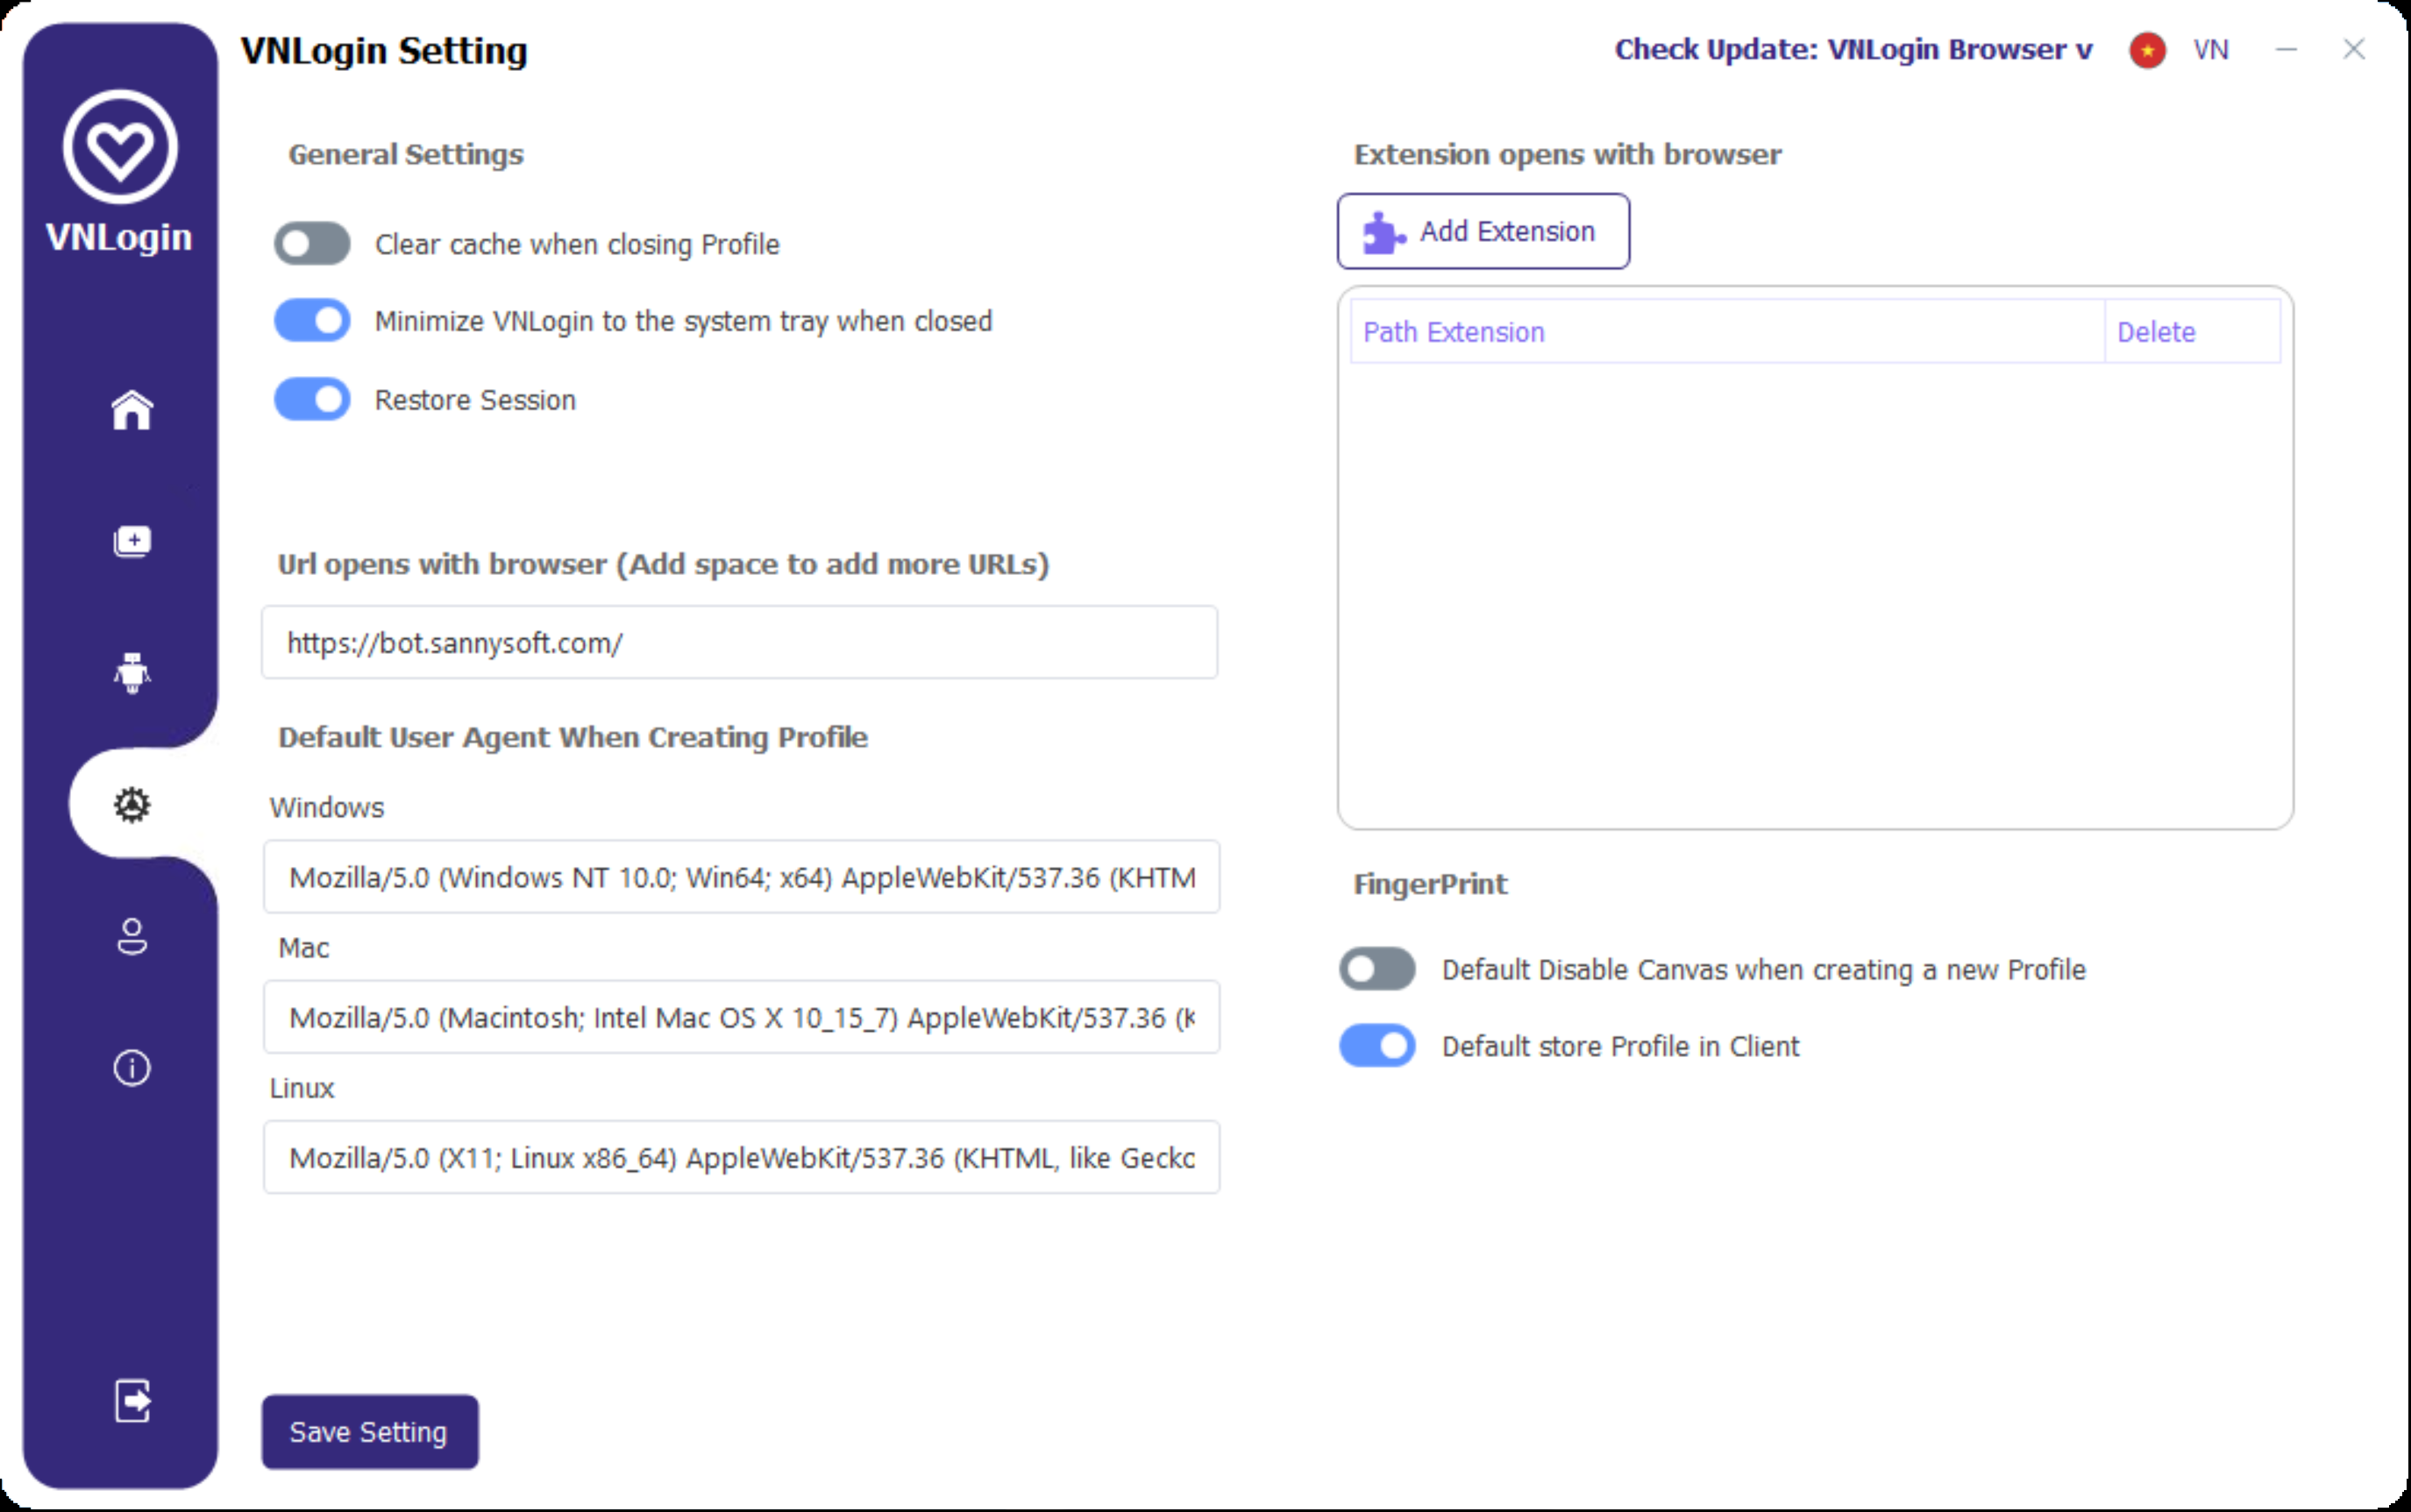 VNLogin Setting
Check Update: VNLogin Browser v
VN
VNLogin
General Settings
Clear cache when closing Profile
Minimize VNLogin to the system tray when closed
Restore Session
Url opens with browser (Add space to add more URLs)
https://bot.sannysoft.com/
Default User Agent When Creating Profile
Windows
Mozilla/5.0 (Windows NT 10.0; Win64; x64) AppleWebKit/537.36 (KHTM
Mac
Mozilla/5.0 (Macintosh; Intel Mac OS X 10_15_7) AppleWebKit/537.36 (K
Linux
Mozilla/5.0 (X11; Linux x86_64) AppleWebKit/537.36 (KHTML, like Gecko
Save Setting
Extension opens with browser
Add Extension
Path Extension
Delete
FingerPrint
Default Disable Canvas when creating a new Profile
Default store Profile in Client